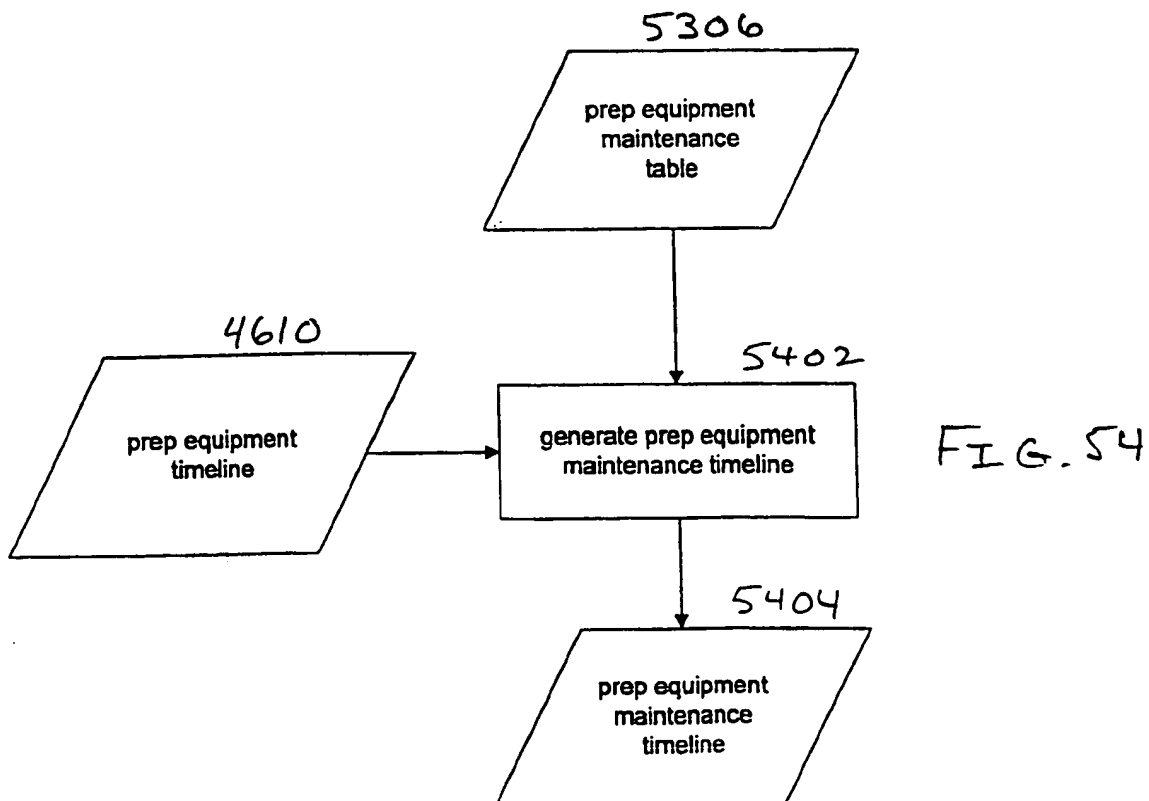 5306
prep equipment
maintenance
table
4610
prep equipment
timeline
5402
generate prep equipment
maintenance timeline
FIG. 54
5404
prep equipment
maintenance
timeline